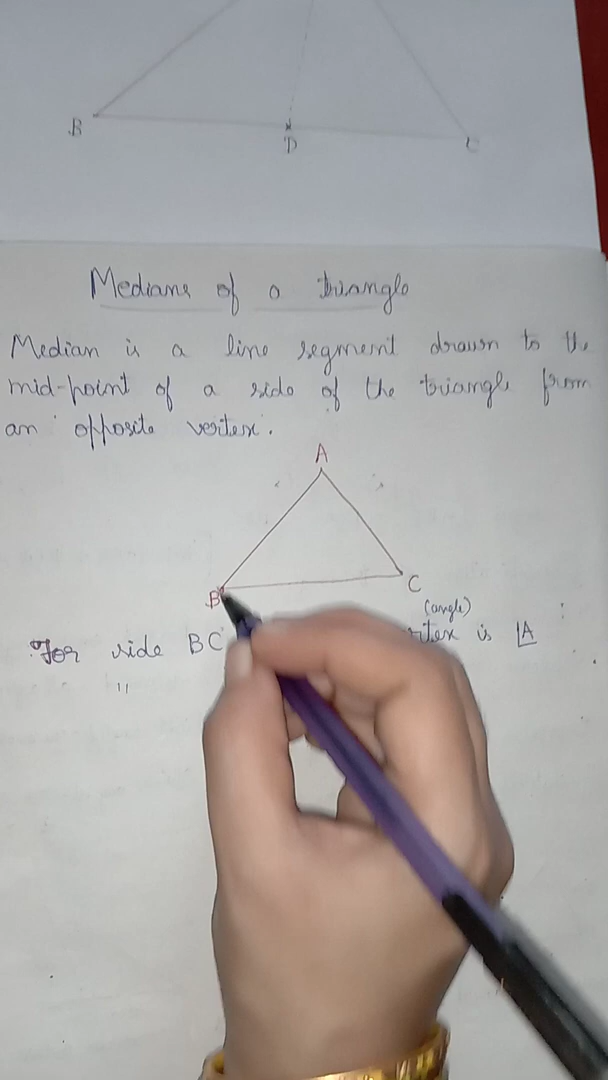 B
D
C
Medians of a triangle
Median is a line segment drawn to the
mid-point of a side of the triangle from
an opposite vertex.
A
B
C
(angle)
For side BC is ∠A
"